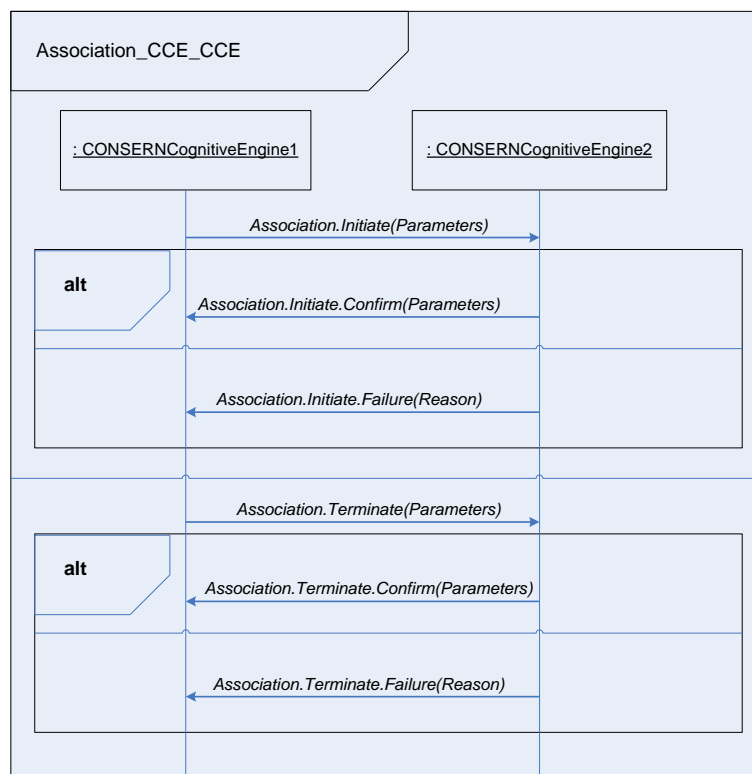 Association_CCE_CCE
: CONSERNCognitiveEngine1
: CONSERNCognitiveEngine2
Association.Initiate(Parameters)
alt
Association.Initiate.Confirm(Parameters)
Association.Initiate.Failure(Reason)
Association.Terminate(Parameters)
alt
Association.Terminate.Confirm(Parameters)
Association.Terminate.Failure(Reason)